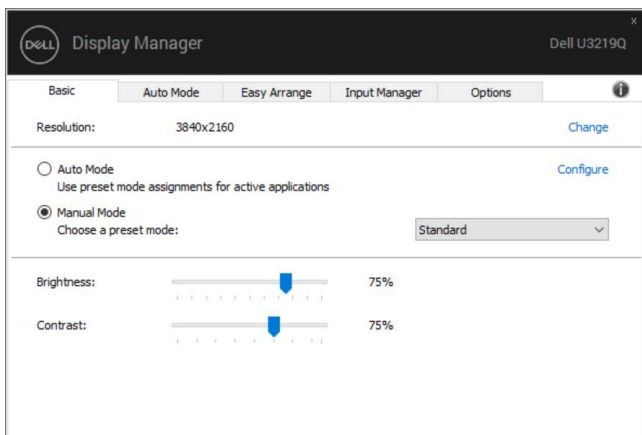 x
DELL Display Manager Dell U3219Q
Basic Auto Mode Easy Arrange Input Manager Options i
Resolution: 3840x2160 Change
Auto Mode Configure
Use preset mode assignments for active applications
Manual Mode
Choose a preset mode: Standard
Brightness: 75%
Contrast: 75%